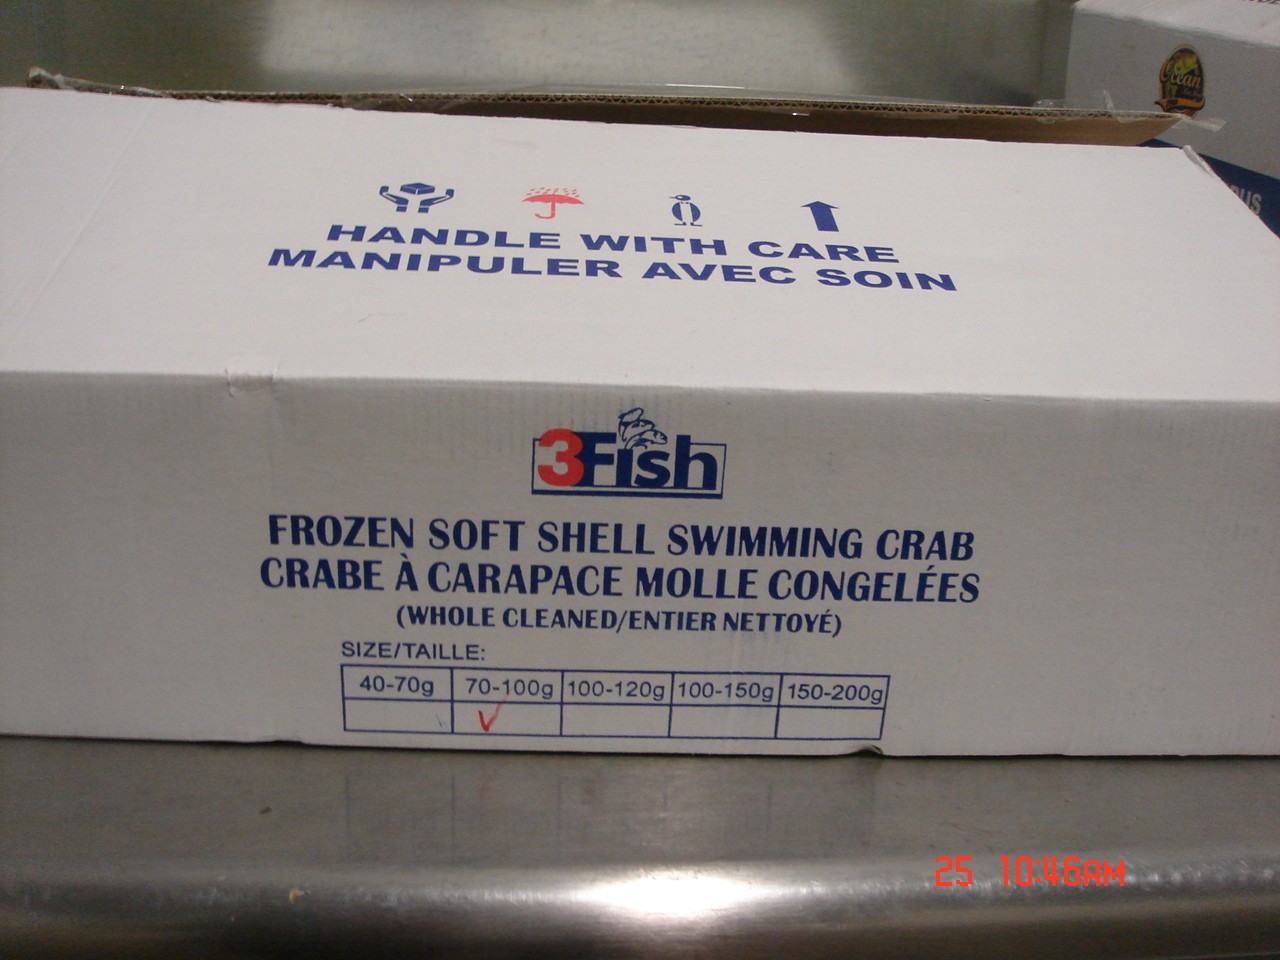 Ocean
HANDLE WITH CARE
MANIPULER AVEC SOIN
3Fish
FROZEN SOFT SHELL SWIMMING CRAB
CRABE À CARAPACE MOLLE CONGELÉES
(WHOLE CLEANED/ENTIER NETTOYÉ)
SIZE/TAILLE:
40-70g 70-100g 100-120g 100-150g 150-200g
25 10:46AM